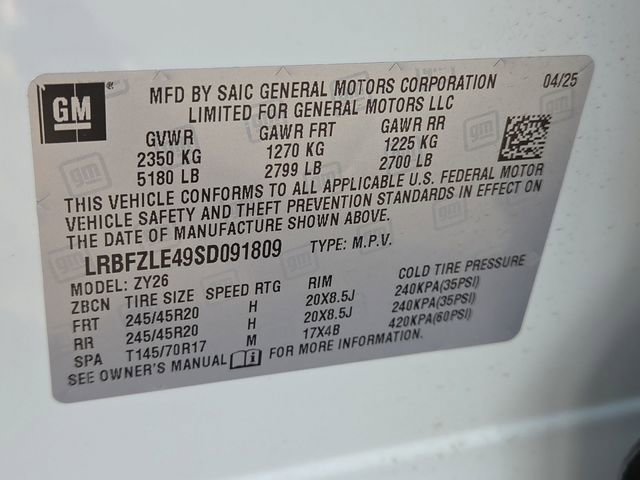 GM
MFD BY SAIC GENERAL MOTORS CORPORATION 04/25
LIMITED FOR GENERAL MOTORS LLC
GVWR GAWR FRT GAWR RR
2350 KG 1270 KG 1225 KG
5180 LB 2799 LB 2700 LB
THIS VEHICLE CONFORMS TO ALL APPLICABLE U.S. FEDERAL MOTOR
VEHICLE SAFETY AND THEFT PREVENTION STANDARDS IN EFFECT ON
THE DATE OF MANUFACTURE SHOWN ABOVE.
LRBFZLE49SD091809 TYPE: M.P.V.
MODEL: ZY26
ZBCN TIRE SIZE SPEED RTG RIM COLD TIRE PRESSURE
FRT 245/45R20 H 20X8.5J 240KPA(35PSI)
RR 245/45R20 H 20X8.5J 240KPA(35PSI)
SPA T145/70R17 M 17X4B 420KPA(60PSI)
SEE OWNER'S MANUAL FOR MORE INFORMATION.